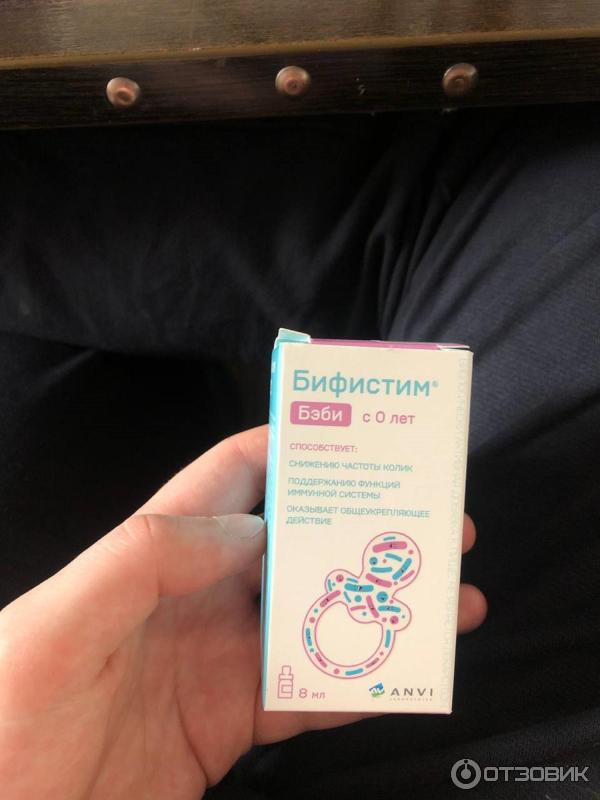 Бифистим®
Бэби с 0 лет
СПОСОБСТВУЕТ:
СНИЖЕНИЮ ЧАСТОТЫ КОЛИК
ПОДДЕРЖАНИЮ ФУНКЦИЙ
ИММУННОЙ СИСТЕМЫ
ОКАЗЫВАЕТ ОБЩЕУКРЕПЛЯЮЩЕЕ
ДЕЙСТВИЕ
8 мл
ANVI
LABORATORIES
ОТЗОВИК